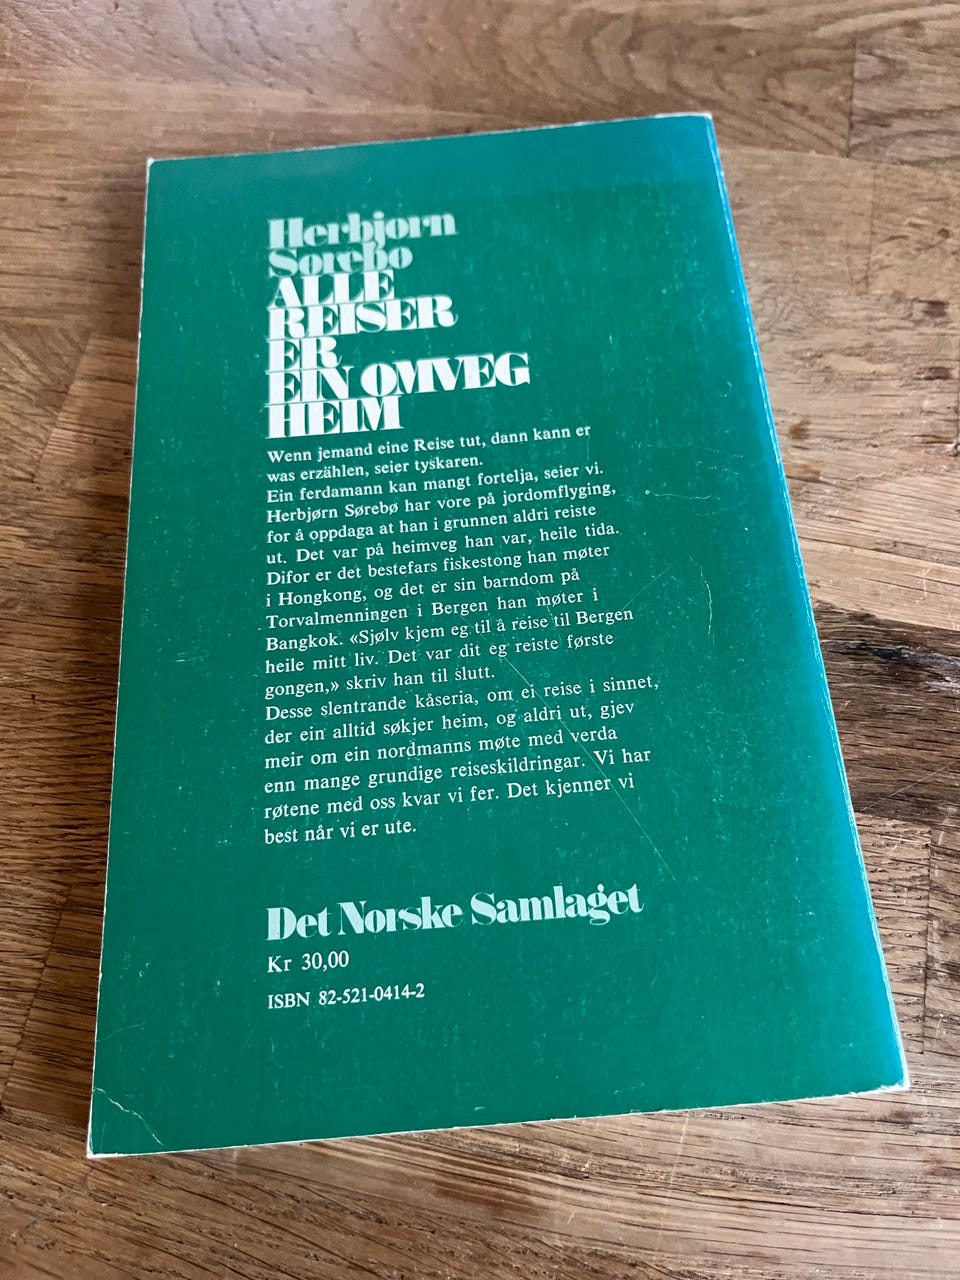 Herbjørn
Sørebø
ALLE
REISER
ER
EIN OMVEG
HEIM
Wenn jemand eine Reise tut, dann kann er
was erzählen, seier tyskaren.
Ein ferdamann kan mangt fortelja, seier vi.
Herbjørn Sørebø har vore på jordomflyging,
for å oppdaga at han i grunnen aldri reiste
ut. Det var på heimveg han var, heile tida.
Difor er det bestefars fiskestong han møter
i Hongkong, og det er sin barndom på
Torvalmenningen i Bergen han møter i
Bangkok. «Sjølv kjem eg til å reise til Bergen
heile mitt liv. Det var dit eg reiste første
gongen,» skriv han til slutt.
Desse slentrande kåseria, om ei reise i sinnet,
der ein alltid søkjer heim, og aldri ut, gjev
meir om ein nordmanns møte med verda
enn mange grundige reiseskildringar. Vi har
røtene med oss kvar vi fer. Det kjenner vi
best når vi er ute.
Det Norske Samlaget
Kr 30,00
ISBN 82-521-0414-2